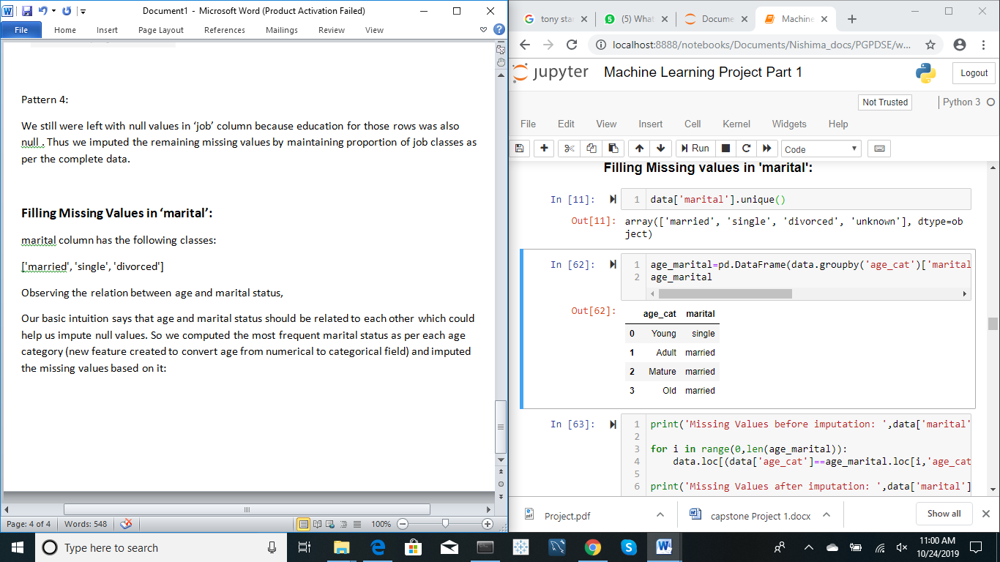 Document1 - Microsoft Word (Product Activation Failed)
File Home Insert Page Layout References Mailings Review View
Pattern 4:
We still were left with null values in ‘job’ column because education for those rows was also
null . Thus we imputed the remaining missing values by maintaining proportion of job classes as
per the complete data.
Filling Missing Values in ‘marital’:
marital column has the following classes:
['married', 'single', 'divorced']
Observing the relation between age and marital status,
Our basic intuition says that age and marital status should be related to each other which could
help us impute null values. So we computed the most frequent marital status as per each age
category (new feature created to convert age from numerical to categorical field) and imputed
the missing values based on it:
Page: 4 of 4 Words: 548 100%
tony sta (5) What Docume Machine
localhost:8888/notebooks/Documents/Nishima_docs/PGPDSE/w...
jupyter Machine Learning Project Part 1 Logout
Not Trusted Python 3
File Edit View Insert Cell Kernel Widgets Help
Run Code
Filling Missing values in 'marital':
In [11]: 1 data['marital'].unique()
Out[11]: array(['married', 'single', 'divorced', 'unknown'], dtype=ob
ject)
In [62]: 1 age_marital=pd.DataFrame(data.groupby('age_cat')['marital
2 age_marital
Out[62]:
age_cat marital
0 Young single
1 Adult married
2 Mature married
3 Old married
In [63]: 1 print('Missing Values before imputation: ',data['marital'
2
3 for i in range(0,len(age_marital)):
4 data.loc[(data['age_cat']==age_marital.loc[i,'age_cat
5
6 print('Missing Values after imputation: ',data['marital']
Project.pdf capstone Project 1.docx Show all
Type here to search
11:00 AM
10/24/2019